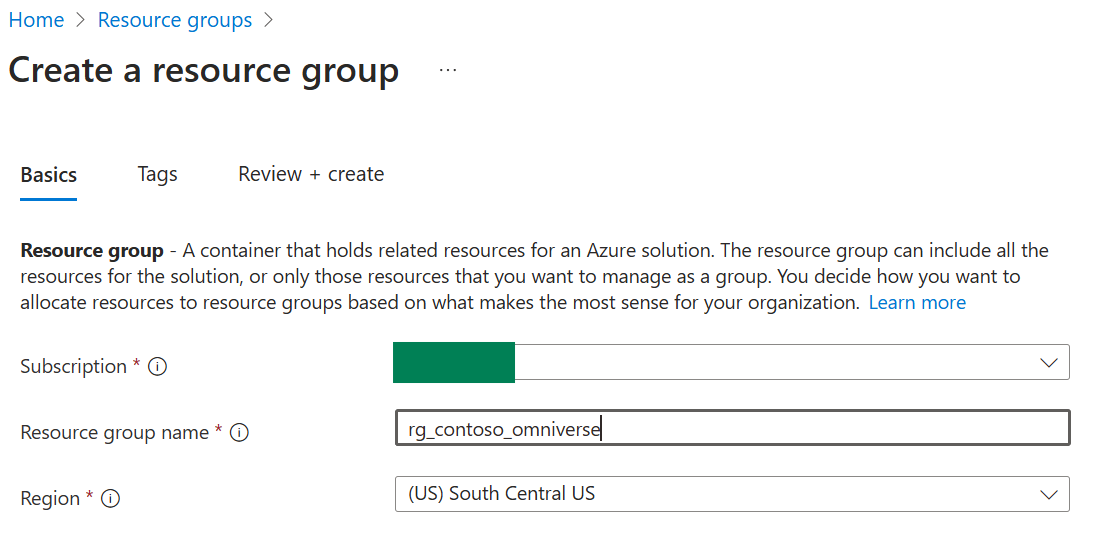 Home > Resource groups >
Create a resource group ...
Basics Tags Review + create
Resource group - A container that holds related resources for an Azure solution. The resource group can include all the
resources for the solution, or only those resources that you want to manage as a group. You decide how you want to
allocate resources to resource groups based on what makes the most sense for your organization. Learn more
Subscription *
Resource group name * rg_contoso_omniverse
Region * (US) South Central US